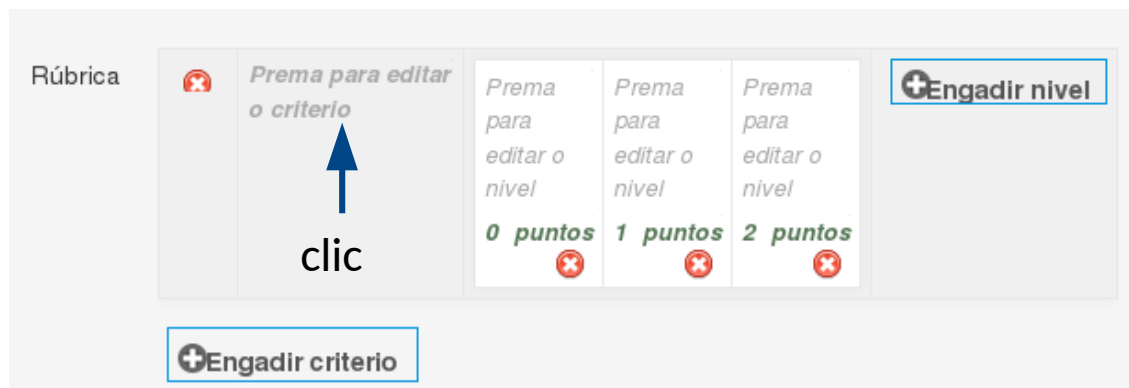 Rúbrica
Prema para editar
o criterio
clic
Prema
para
editar o
nivel
0 puntos
Prema
para
editar o
nivel
1 puntos
Prema
para
editar o
nivel
2 puntos
Engadir nivel
Engadir criterio